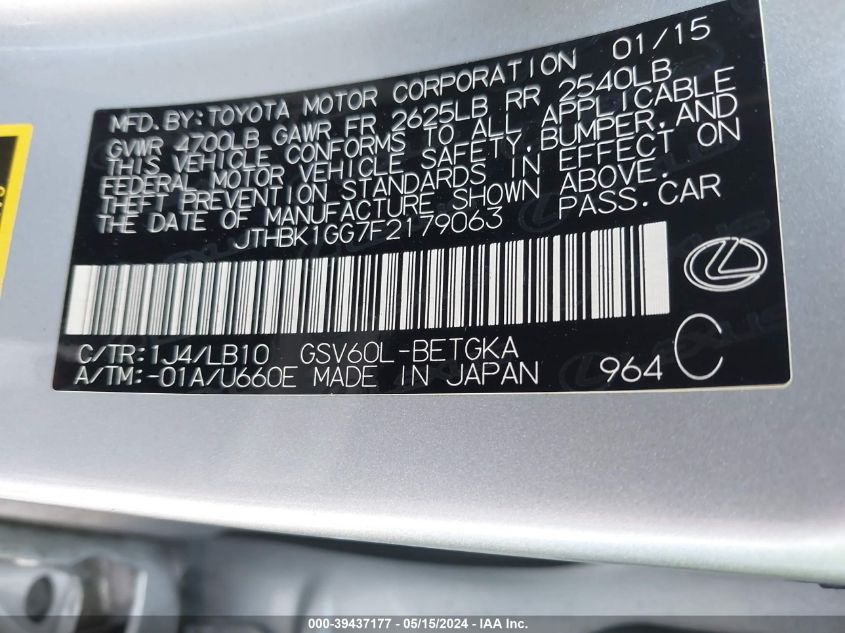 MFD. BY: TOYOTA MOTOR CORPORATION 01/15
GVWR 4700LB GAWR FR 2625LB RR 2540LB
THIS VEHICLE CONFORMS TO ALL APPLICABLE
FEDERAL MOTOR VEHICLE SAFETY, BUMPER, AND
THEFT PREVENTION STANDARDS IN EFFECT ON
THE DATE OF MANUFACTURE SHOWN ABOVE.
JTHBK1GG7F2179063 PASS. CAR
C/TR: 1J4/LB10 GSV60L-BETGKA
A/TM: -01A/U660E MADE IN JAPAN 964 C
000-39437177 - 05/15/2024 - IAA Inc.